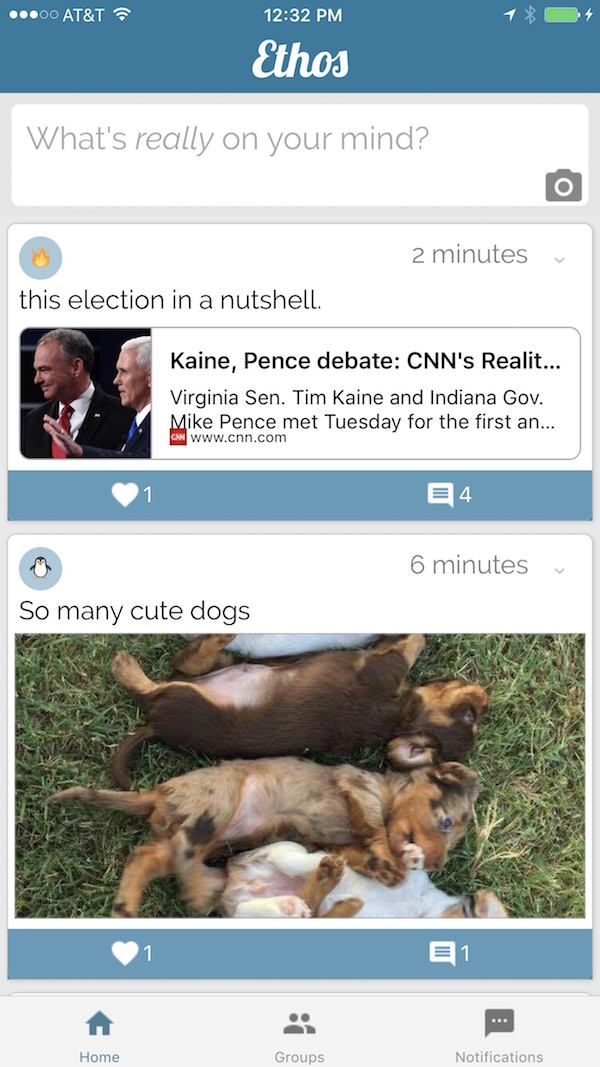 AT&T 12:32 PM
Ethos
What's really on your mind?
2 minutes
this election in a nutshell.
Kaine, Pence debate: CNN's Realit...
Virginia Sen. Tim Kaine and Indiana Gov.
Mike Pence met Tuesday for the first an...
CNN www.cnn.com
1 4
6 minutes
So many cute dogs
1 1
Home Groups Notifications